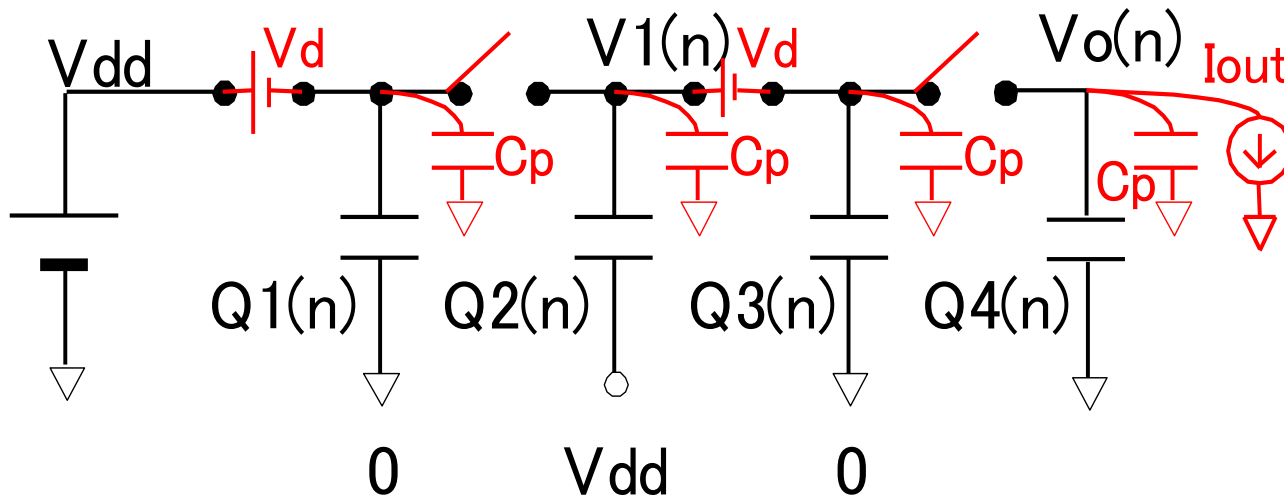 Vdd Vd V1(n) Vd Vo(n) Iout
Cp Cp Cp Cp
Q1(n) Q2(n) Q3(n) Q4(n)
0 Vdd 0